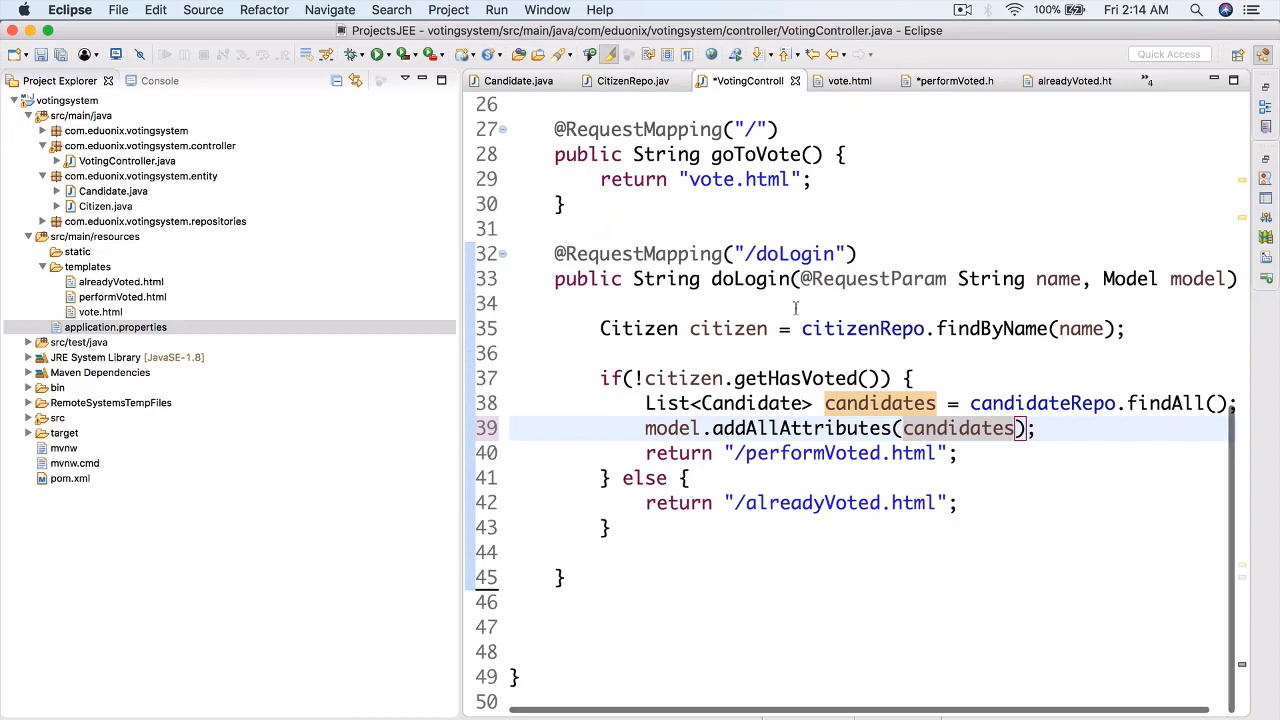 Eclipse File Edit Source Refactor Navigate Search Project Run Window Help 100% Fri 2:14 AM
ProjectsJEE — votingsystem/src/main/java/com/eduonix/votingsystem/controller/VotingController.java — Eclipse
Quick Access
Project Explorer Console
Candidate.java CitizenRepo.jav *VotingControll vote.html *performVoted.h alreadyVoted.ht »4
votingsystem
src/main/java
com.eduonix.votingsystem
com.eduonix.votingsystem.controller
VotingController.java
com.eduonix.votingsystem.entity
Candidate.java
Citizen.java
com.eduonix.votingsystem.repositories
src/main/resources
static
templates
alreadyVoted.html
performVoted.html
vote.html
application.properties
src/test/java
JRE System Library [JavaSE-1.8]
Maven Dependencies
bin
RemoteSystemsTempFiles
src
target
mvnw
mvnw.cmd
pom.xml
26
27 @RequestMapping("/")
28 public String goToVote() {
29 return "vote.html";
30 }
31
32 @RequestMapping("/doLogin")
33 public String doLogin(@RequestParam String name, Model model)
34
35 Citizen citizen = citizenRepo.findByName(name);
36
37 if(!citizen.getHasVoted()) {
38 List<Candidate> candidates = candidateRepo.findAll();
39 model.addAllAttributes(candidates);
40 return "/performVoted.html";
41 } else {
42 return "/alreadyVoted.html";
43 }
44
45 }
46
47
48
49 }
50